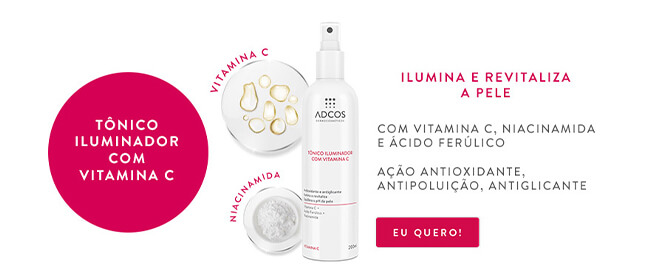 TÔNICO
ILUMINADOR
COM
VITAMINA C
VITAMINA C
NIACINAMIDA
ADCOS
TÔNICO ILUMINADOR
COM VITAMINA C
ILUMINA E REVITALIZA
A PELE
COM VITAMINA C, NIACINAMIDA
E ÁCIDO FERÚLICO
AÇÃO ANTIOXIDANTE,
ANTIPOLUIÇÃO, ANTIGLICANTE
EU QUERO!